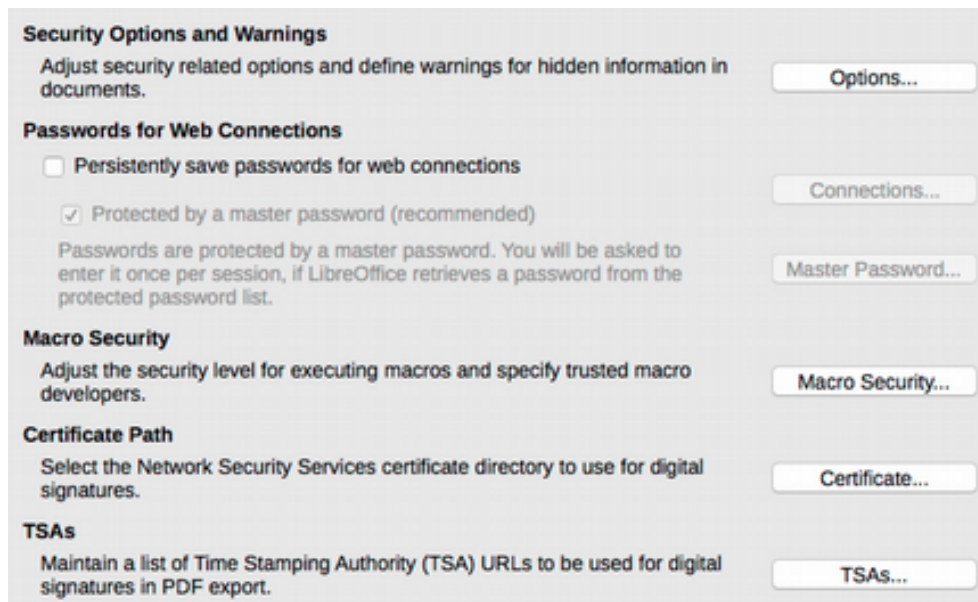 Security Options and Warnings
Adjust security related options and define warnings for hidden information in
documents.
Options...
Passwords for Web Connections
Persistently save passwords for web connections
Connections...
Protected by a master password (recommended)
Passwords are protected by a master password. You will be asked to
enter it once per session, if LibreOffice retrieves a password from the
protected password list.
Master Password...
Macro Security
Adjust the security level for executing macros and specify trusted macro
developers.
Macro Security...
Certificate Path
Select the Network Security Services certificate directory to use for digital
signatures.
Certificate...
TSAs
Maintain a list of Time Stamping Authority (TSA) URLs to be used for digital
signatures in PDF export.
TSAs...